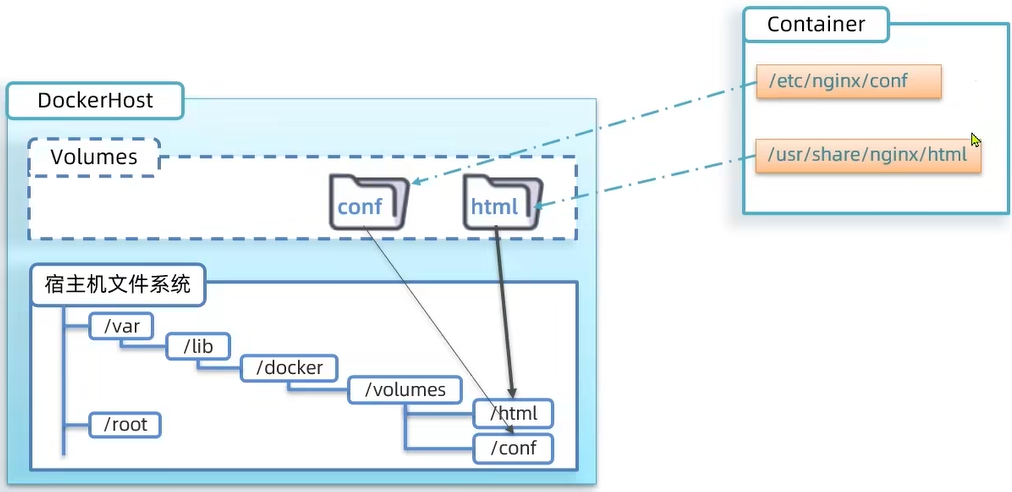 Container
/etc/nginx/conf
/usr/share/nginx/html
DockerHost
Volumes
conf
html
宿主机文件系统
/var
/lib
/docker
/volumes
/html
/root
/conf